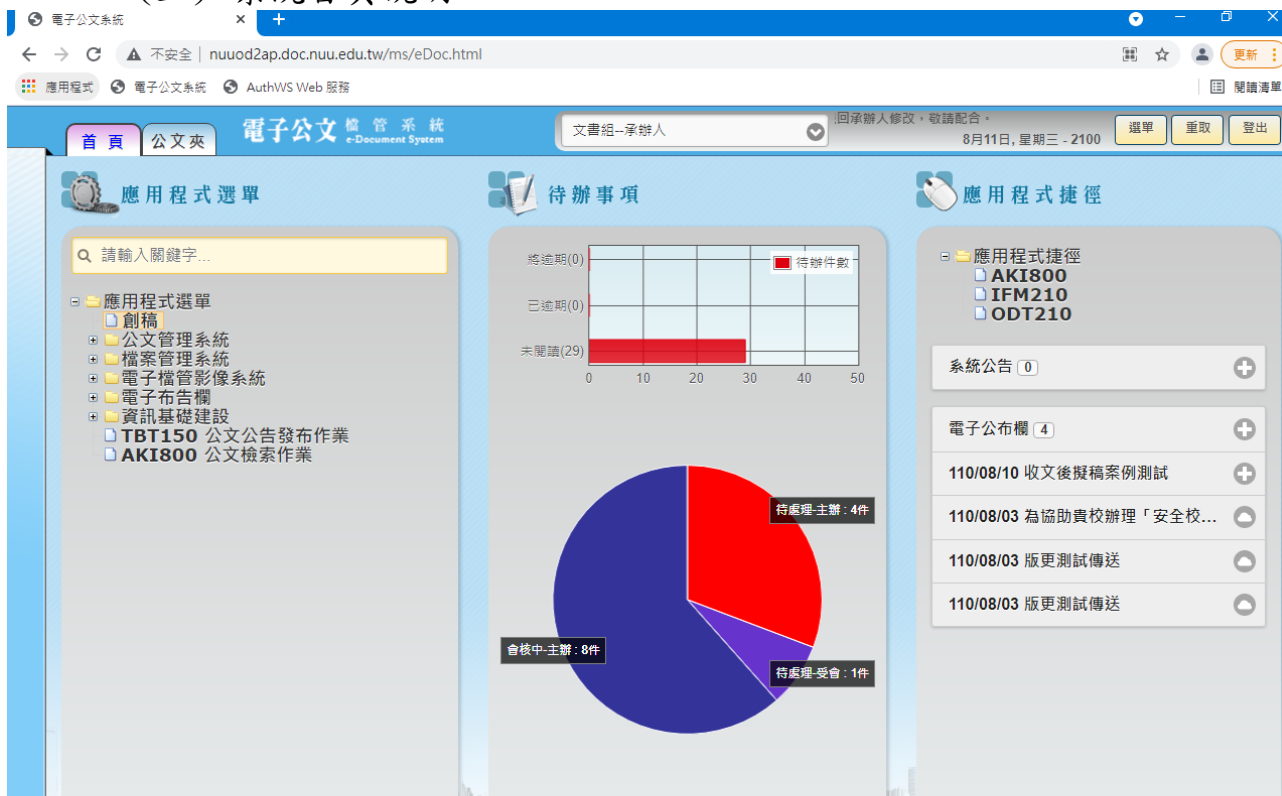 電子公文系統
不安全 | nuuod2ap.doc.nuu.edu.tw/ms/eDoc.html
更新
應用程式 電子公文系統 AuthWS Web 服務
閱讀清單
首頁 公文夾
電子公文檔管系統
e-Document System
文書組--承辦人
回承辦人修改,敬請配合。
8月11日, 星期三 - 2100
選單 重取 登出
應用程式選單
請輸入關鍵字...
應用程式選單
創稿
公文管理系統
檔案管理系統
電子檔管影像系統
電子布告欄
資訊基礎建設
TBT150 公文公告發布作業
AKI800 公文檢索作業
待辦事項
待辦件數
將逾期(0)
已逾期(0)
未閱讀(29)
0 10 20 30 40 50
待處理-主辦 : 4件
會核中-主辦 : 8件
待處理-受會 : 1件
應用程式捷徑
應用程式捷徑
AKI800
IFM210
ODT210
系統公告 0
電子公布欄 4
110/08/10 收文後擬稿案例測試
110/08/03 為協助貴校辦理「安全校...
110/08/03 版更測試傳送
110/08/03 版更測試傳送